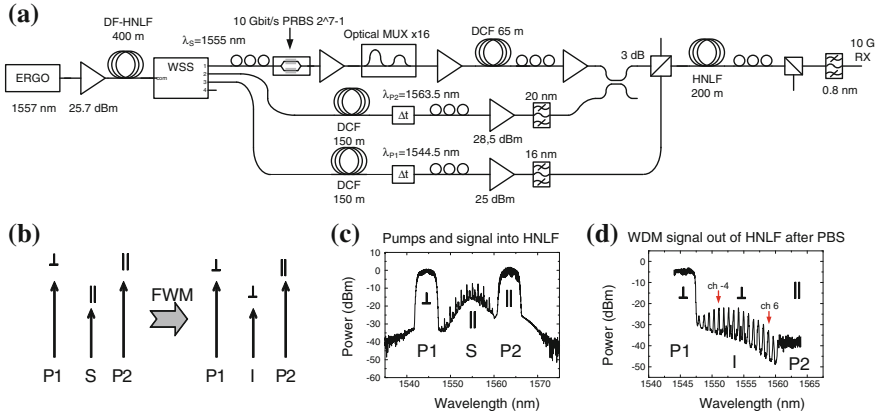 (a)
DF-HNLF
400 m
λS=1555 nm
10 Gbit/s PRBS 2^7-1
Optical MUX x16
DCF 65 m
3 dB
10 G
RX
ERGO
1557 nm
25.7 dBm
WSS
com
1
2
3
4
HNLF
200 m
0.8 nm
λP2=1563.5 nm
20 nm
DCF
150 m
Δt
28,5 dBm
λP1=1544.5 nm
16 nm
DCF
150 m
Δt
25 dBm
(b)
⊥
||
||
FWM
⊥
⊥
||
P1 S P2
P1 I P2
(c)
Pumps and signal into HNLF
Power (dBm)
10
0
-10
-20
-30
-40
-50
-60
⊥
||
||
P1 S P2
1540 1550 1560 1570
Wavelength (nm)
(d)
WDM signal out of HNLF after PBS
Power (dBm)
0
-10
-20
-30
-40
-50
-60
ch -4
ch 6
⊥
⊥
||
P1 I P2
1540 1545 1550 1555 1560 1565
Wavelength (nm)